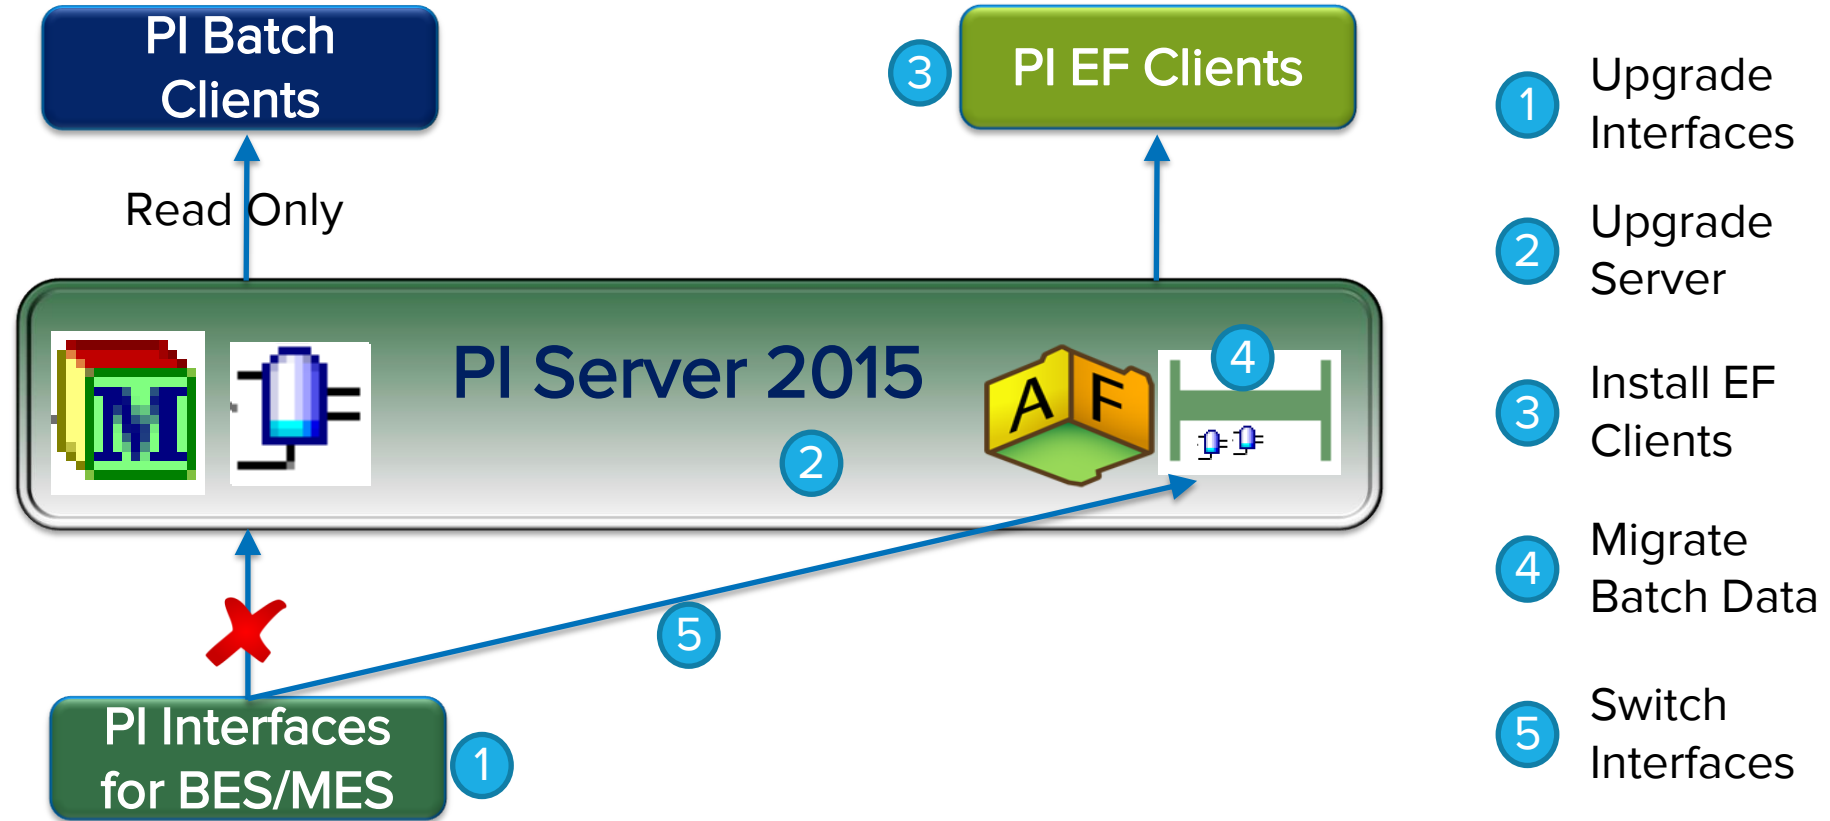 PI Batch
Clients
3
PI EF Clients
Read Only
M
PI Server 2015
2
A F
4
5
PI Interfaces
for BES/MES
1
1
Upgrade
Interfaces
2
Upgrade
Server
3
Install EF
Clients
4
Migrate
Batch Data
5
Switch
Interfaces